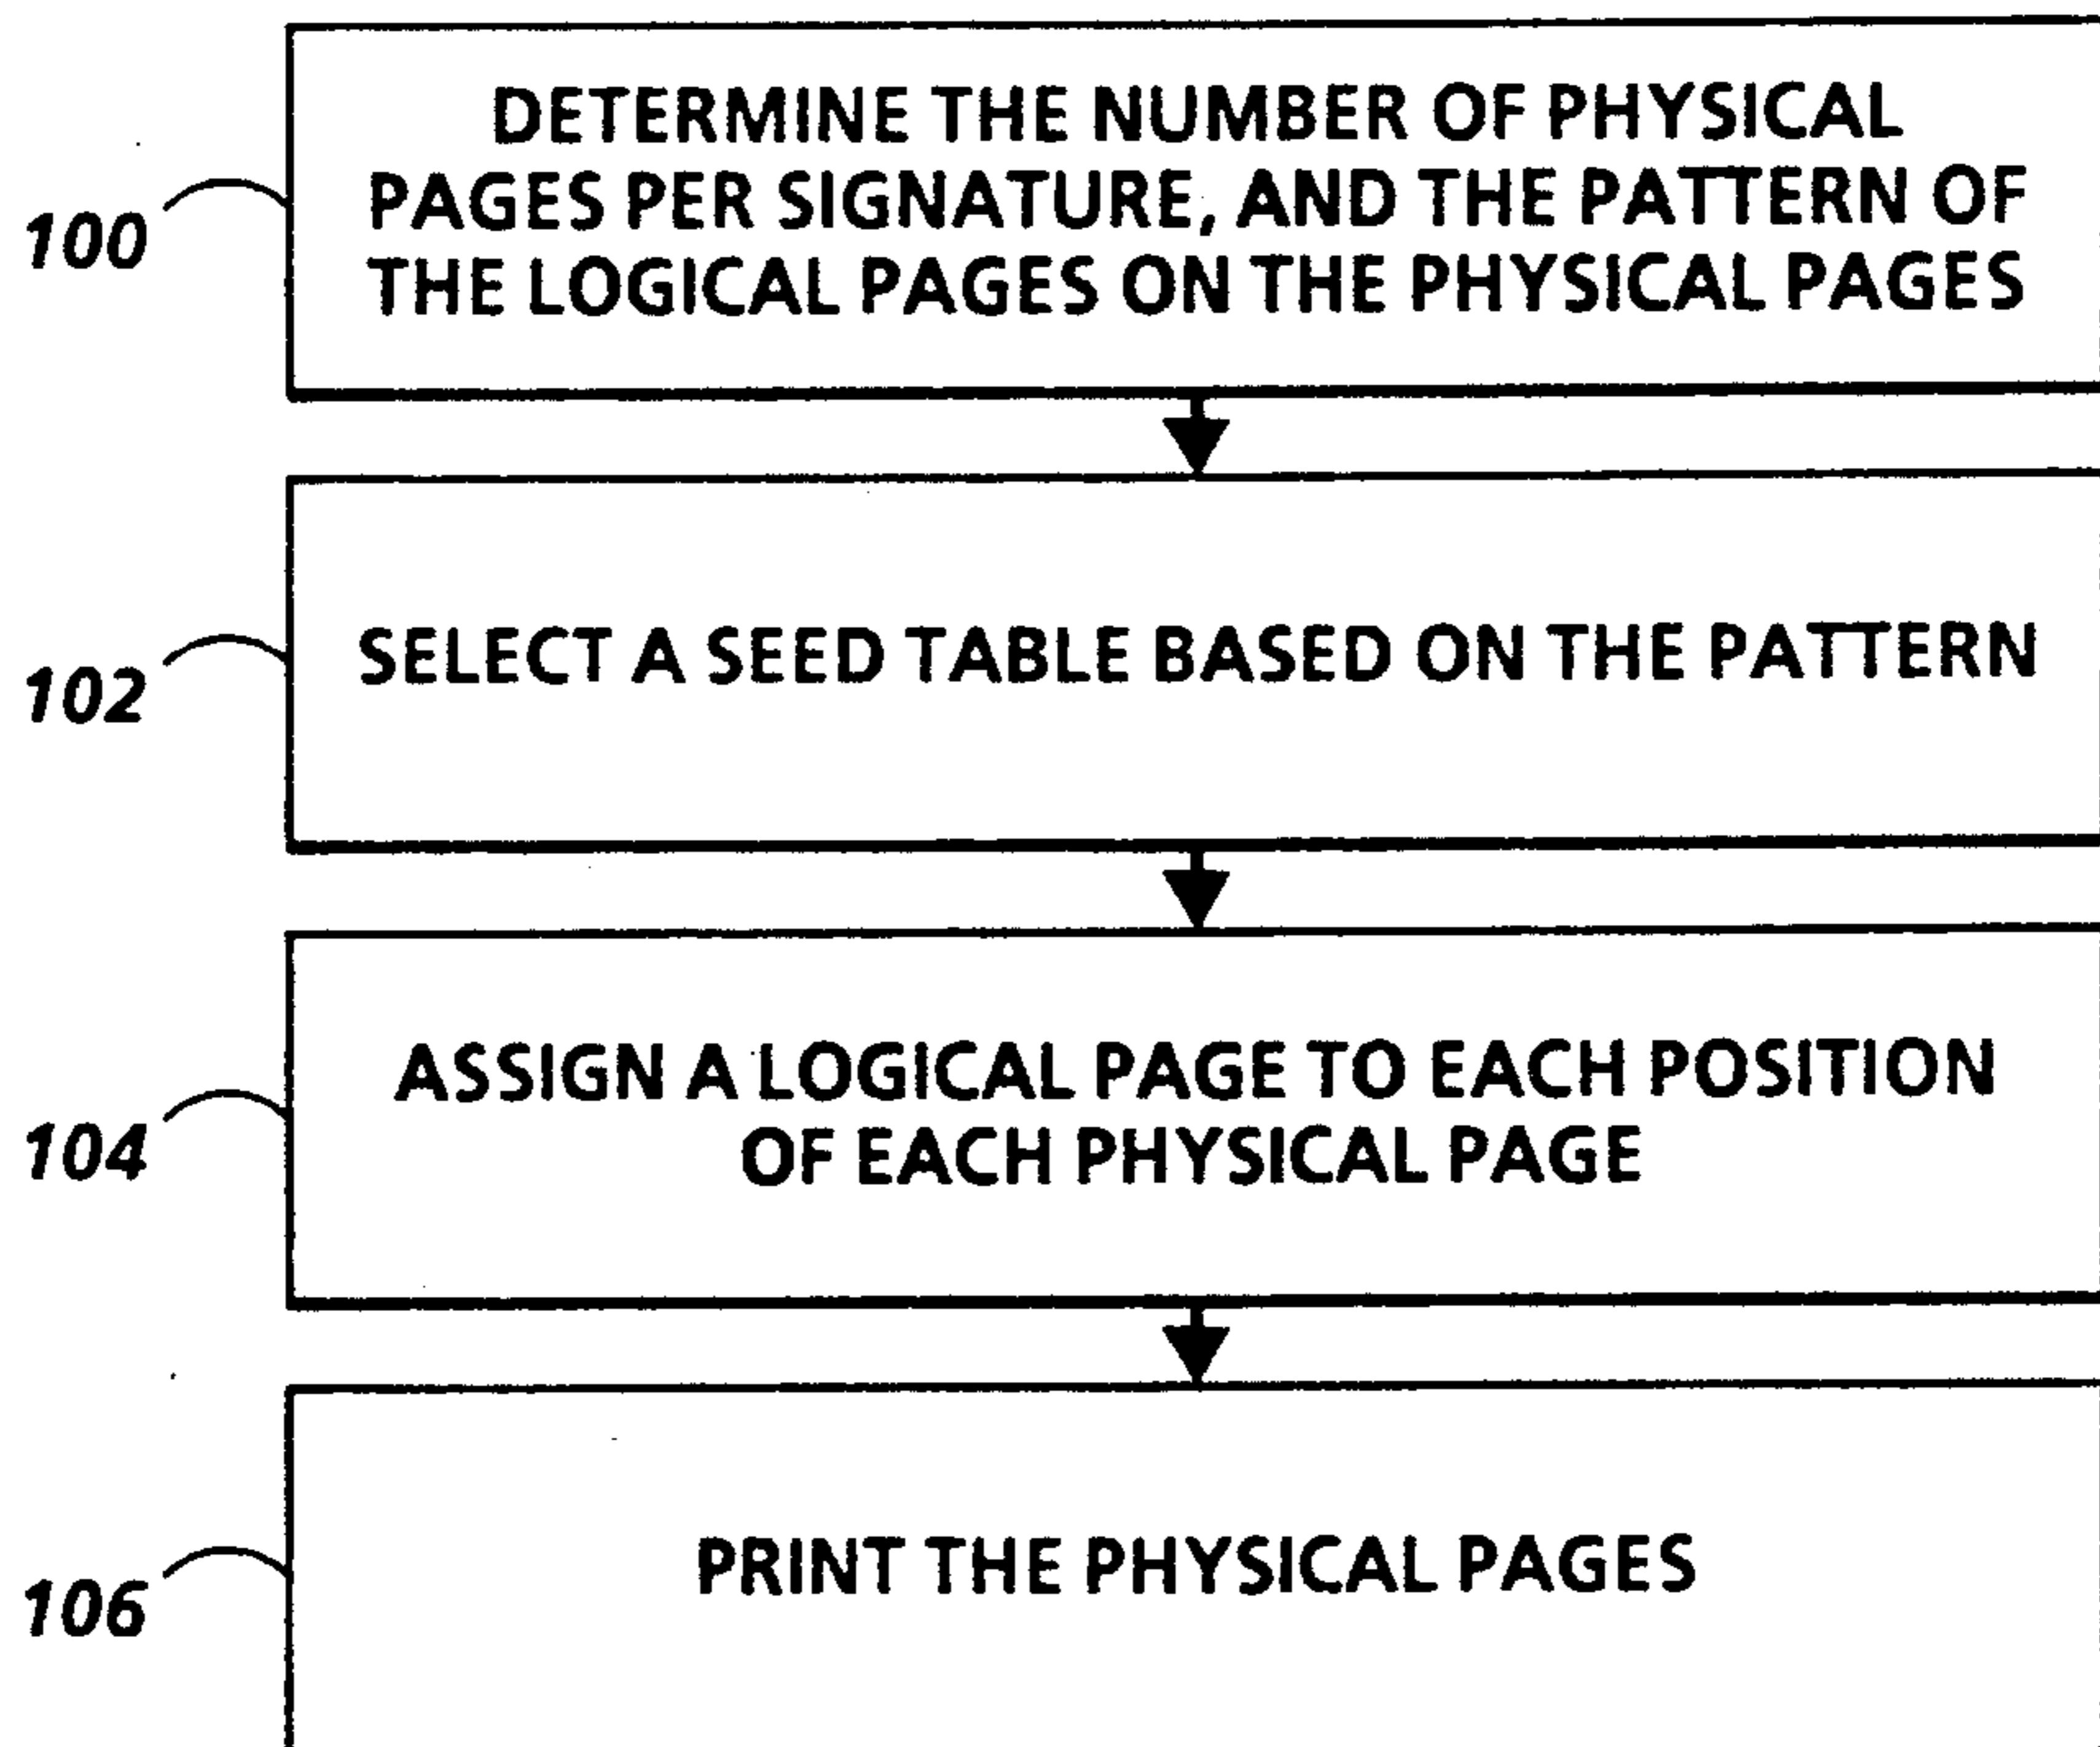 DETERMINE THE NUMBER OF PHYSICAL
PAGES PER SIGNATURE, AND THE PATTERN OF
THE LOGICAL PAGES ON THE PHYSICAL PAGES
100
SELECT A SEED TABLE BASED ON THE PATTERN
102
ASSIGN A LOGICAL PAGE TO EACH POSITION
OF EACH PHYSICAL PAGE
104
PRINT THE PHYSICAL PAGES
106